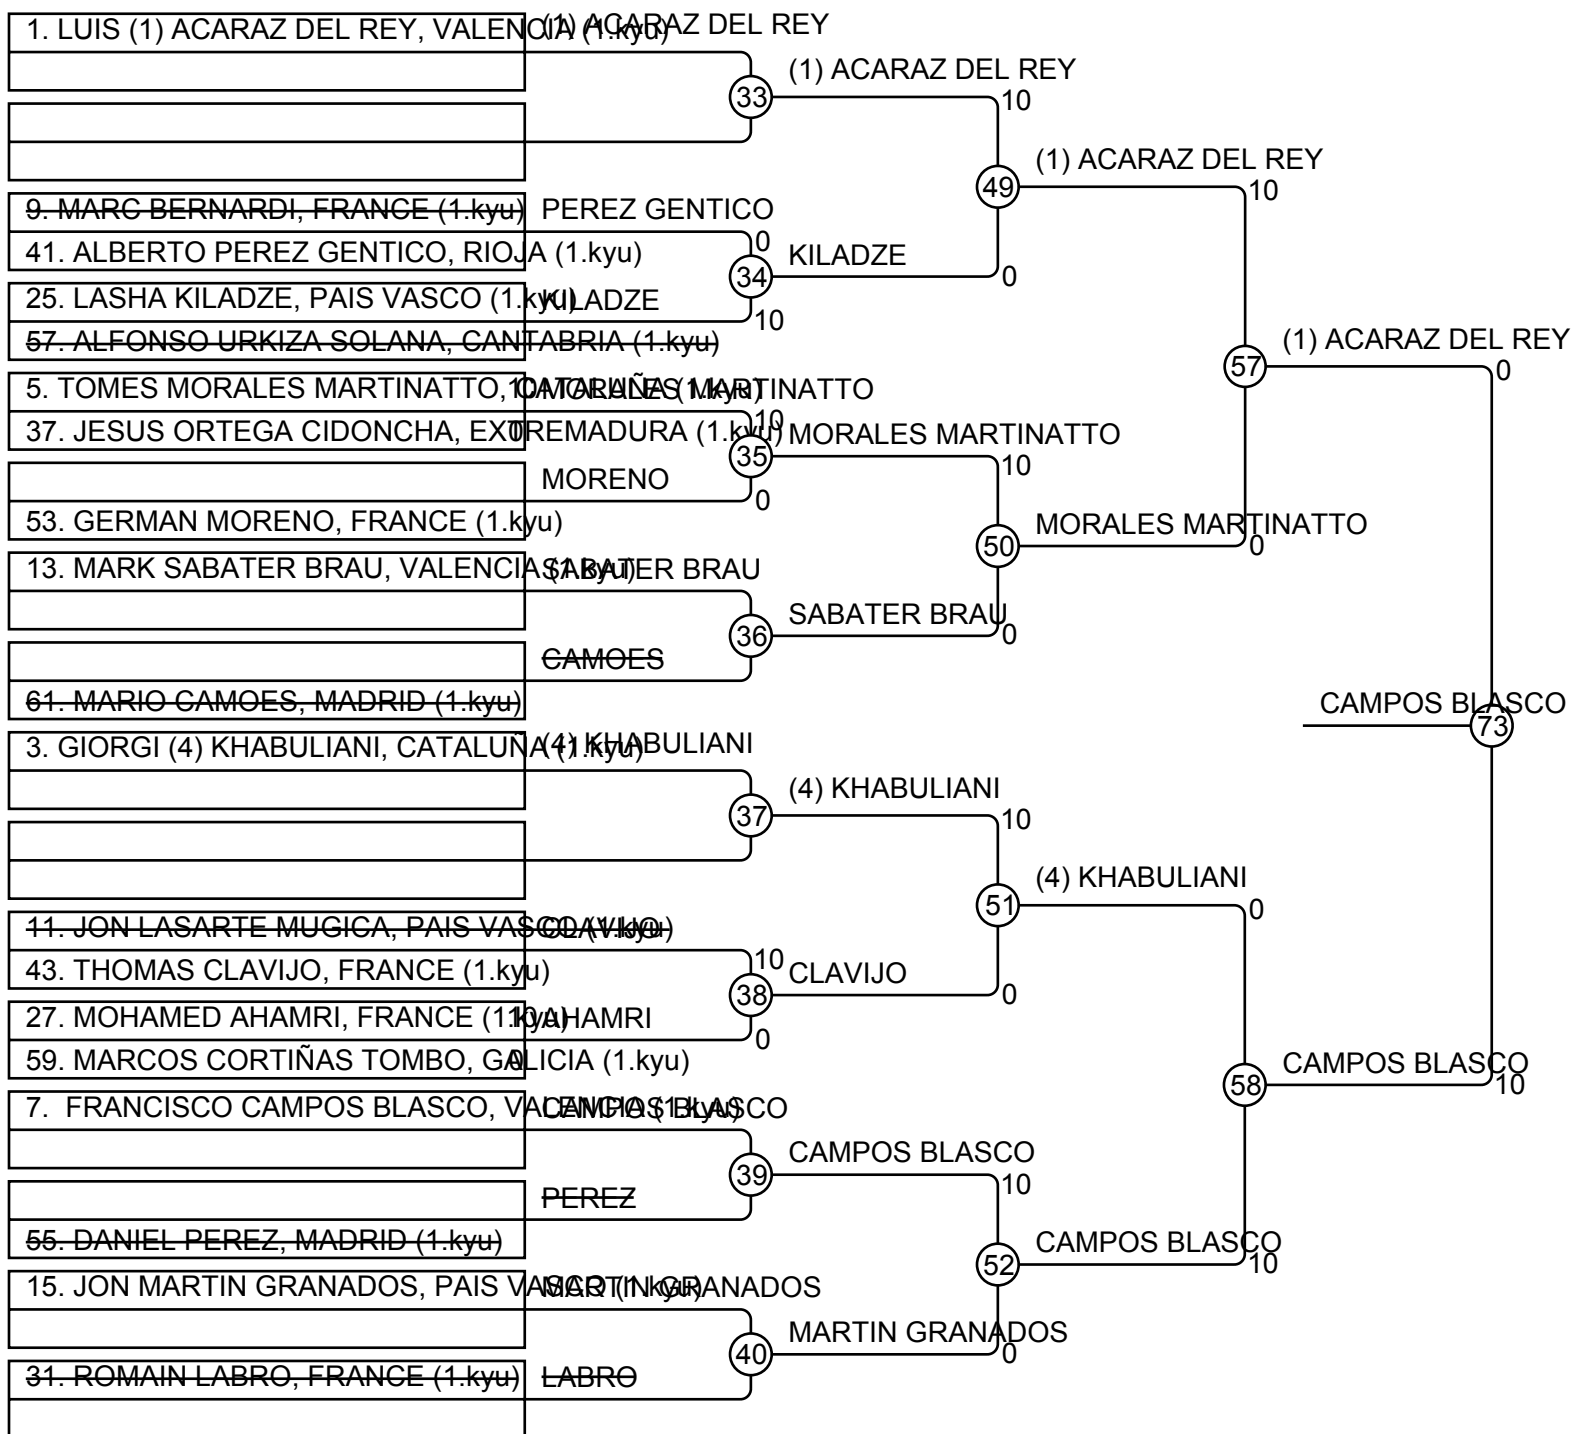 1. LUIS (1) ACARAZ DEL REY, VALENCIA (1.kyu)
(1) ACARAZ DEL REY
(1) ACARAZ DEL REY
33
10
(1) ACARAZ DEL REY
49
10
9. MARC BERNARDI, FRANCE (1.kyu)
PEREZ GENTICO
0
41. ALBERTO PEREZ GENTICO, RIOJA (1.kyu)
34
KILADZE
0
25. LASHA KILADZE, PAIS VASCO (1.kyu)
KILADZE
10
57. ALFONSO URKIZA SOLANA, CANTABRIA (1.kyu)
(1) ACARAZ DEL REY
57
0
5. TOMES MORALES MARTINATTO, CATALUÑA (1.kyu)
10
MORALES MARTINATTO
10
37. JESUS ORTEGA CIDONCHA, EXTREMADURA (1.kyu)
0
35
MORALES MARTINATTO
10
MORENO
0
53. GERMAN MORENO, FRANCE (1.kyu)
50
MORALES MARTINATTO
0
13. MARK SABATER BRAU, VALENCIA (1.kyu)
SABATER BRAU
36
SABATER BRAU
0
CAMOES
61. MARIO CAMOES, MADRID (1.kyu)
CAMPOS BLASCO
73
3. GIORGI (4) KHABULIANI, CATALUÑA (1.kyu)
(4) KHABULIANI
(4) KHABULIANI
37
10
(4) KHABULIANI
51
0
11. JON LASARTE MUGICA, PAIS VASCO (1.kyu)
CLAVIJO
10
43. THOMAS CLAVIJO, FRANCE (1.kyu)
38
CLAVIJO
0
27. MOHAMED AHAMRI, FRANCE (1.kyu)
10
AHAMRI
0
59. MARCOS CORTIÑAS TOMBO, GALICIA (1.kyu)
0
58
CAMPOS BLASCO
10
7. FRANCISCO CAMPOS BLASCO, VALENCIA (1.kyu)
CAMPOS BLASCO
39
CAMPOS BLASCO
10
PEREZ
55. DANIEL PEREZ, MADRID (1.kyu)
52
CAMPOS BLASCO
10
15. JON MARTIN GRANADOS, PAIS VASCO (1.kyu)
MARTIN GRANADOS
40
MARTIN GRANADOS
0
31. ROMAIN LABRO, FRANCE (1.kyu)
LABRO